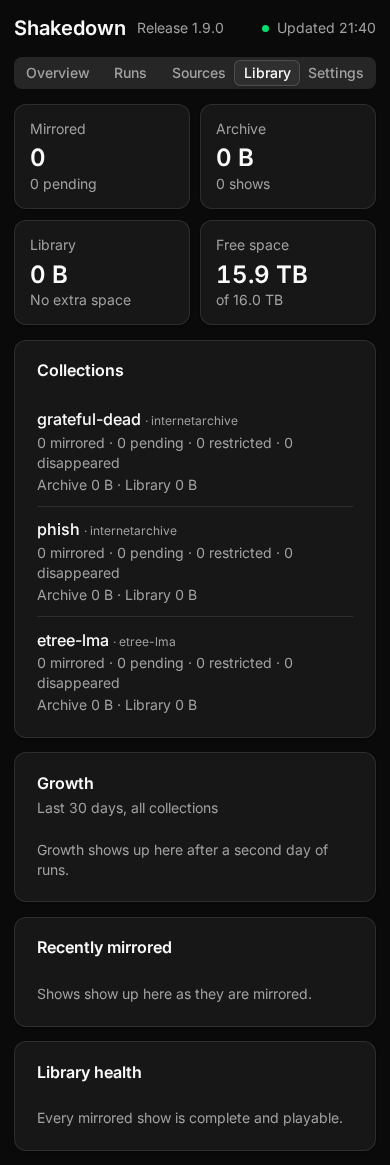 Shakedown Release 1.9.0 Updated 21:40
Overview Runs Sources Library Settings
Mirrored
0
0 pending
Archive
0 B
0 shows
Library
0 B
No extra space
Free space
15.9 TB
of 16.0 TB
Collections
grateful-dead · internetarchive
0 mirrored · 0 pending · 0 restricted · 0
disappeared
Archive 0 B · Library 0 B
phish · internetarchive
0 mirrored · 0 pending · 0 restricted · 0
disappeared
Archive 0 B · Library 0 B
etree-lma · etree-lma
0 mirrored · 0 pending · 0 restricted · 0
disappeared
Archive 0 B · Library 0 B
Growth
Last 30 days, all collections
Growth shows up here after a second day of
runs.
Recently mirrored
Shows show up here as they are mirrored.
Library health
Every mirrored show is complete and playable.